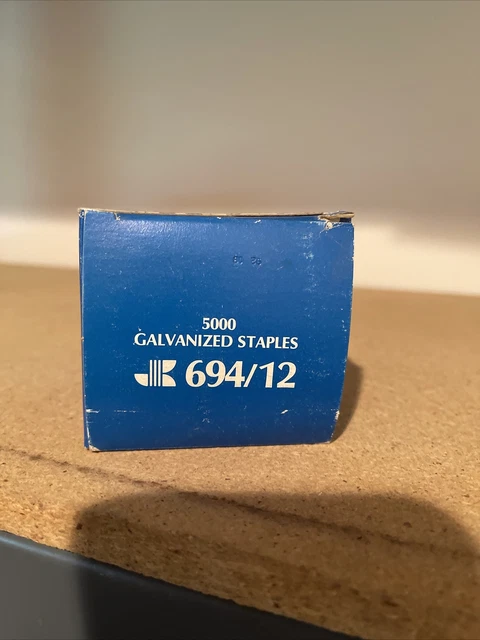 5000
GALVANIZED STAPLES
JK 694/12